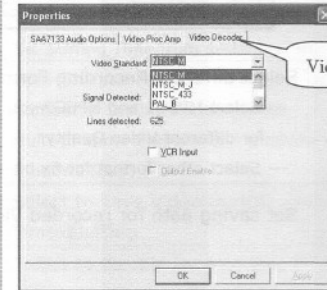 Properties
SAA7133 Audio Options Video Proc Amp Video Decoder
Video Standard: NTSC_M
NTSC_M
NTSC_M_J
NTSC_433
PAL_B
Signal Detected:
Lines detected: 625
VCR Input
Output Enable
OK Cancel Apply
Vid